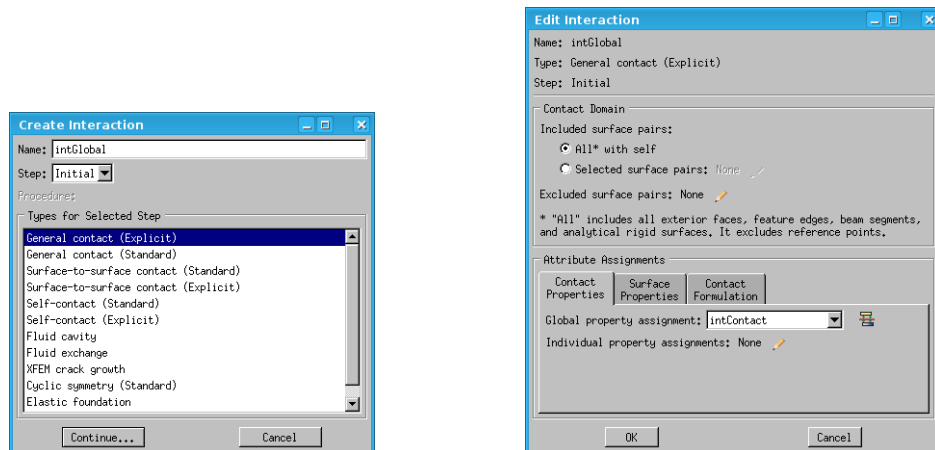 Create Interaction
Name: intGlobal
Step: Initial
Procedure:
Types for Selected Step
General contact (Explicit)
General contact (Standard)
Surface-to-surface contact (Standard)
Surface-to-surface contact (Explicit)
Self-contact (Standard)
Self-contact (Explicit)
Fluid cavity
Fluid exchange
XFEM crack growth
Cyclic symmetry (Standard)
Elastic foundation
Continue... Cancel
Edit Interaction
Name: intGlobal
Type: General contact (Explicit)
Step: Initial
Contact Domain
Included surface pairs:
All* with self
Selected surface pairs: None
Excluded surface pairs: None
* "All" includes all exterior faces, feature edges, beam segments,
and analytical rigid surfaces. It excludes reference points.
Attribute Assignments
Contact Properties Surface Properties Contact Formulation
Global property assignment: intContact
Individual property assignments: None
OK Cancel